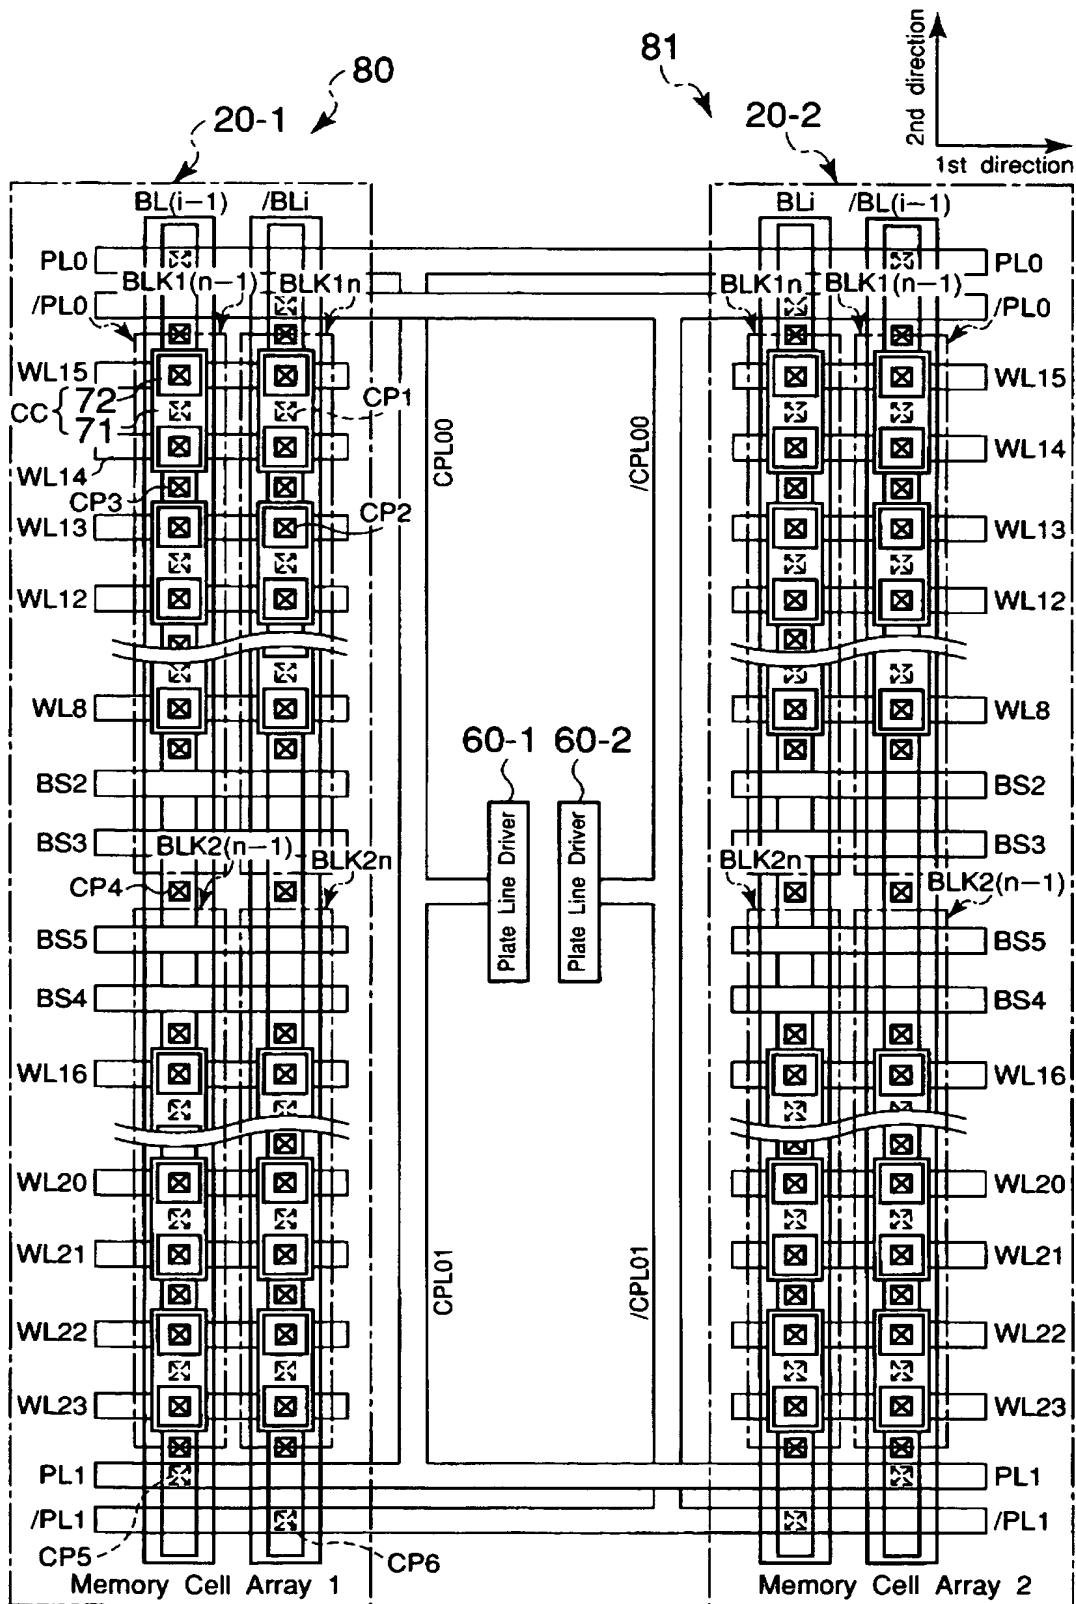 80
81
2nd direction
1st direction
20-1
20-2
BL(i-1) /BLi
BLi /BL(i-1)
PL0
PL0
BLK1(n-1)
BLK1n
BLK1n
BLK1(n-1)
/PL0
/PL0
WL15
WL15
CC { 72
71
CP1
CPL00
/CPL00
WL14
WL14
CP3
WL13
CP2
WL13
WL12
WL12
WL8
WL8
60-1
60-2
BS2
BS2
Plate Line Driver
Plate Line Driver
BS3
BS3
BLK2(n-1)
BLK2n
BLK2n
CP4
BLK2(n-1)
BS5
BS5
BS4
BS4
WL16
WL16
WL20
WL20
WL21
WL21
CPL01
/CPL01
WL22
WL22
WL23
WL23
PL1
PL1
/PL1
/PL1
CP5
CP6
Memory Cell Array 1
Memory Cell Array 2